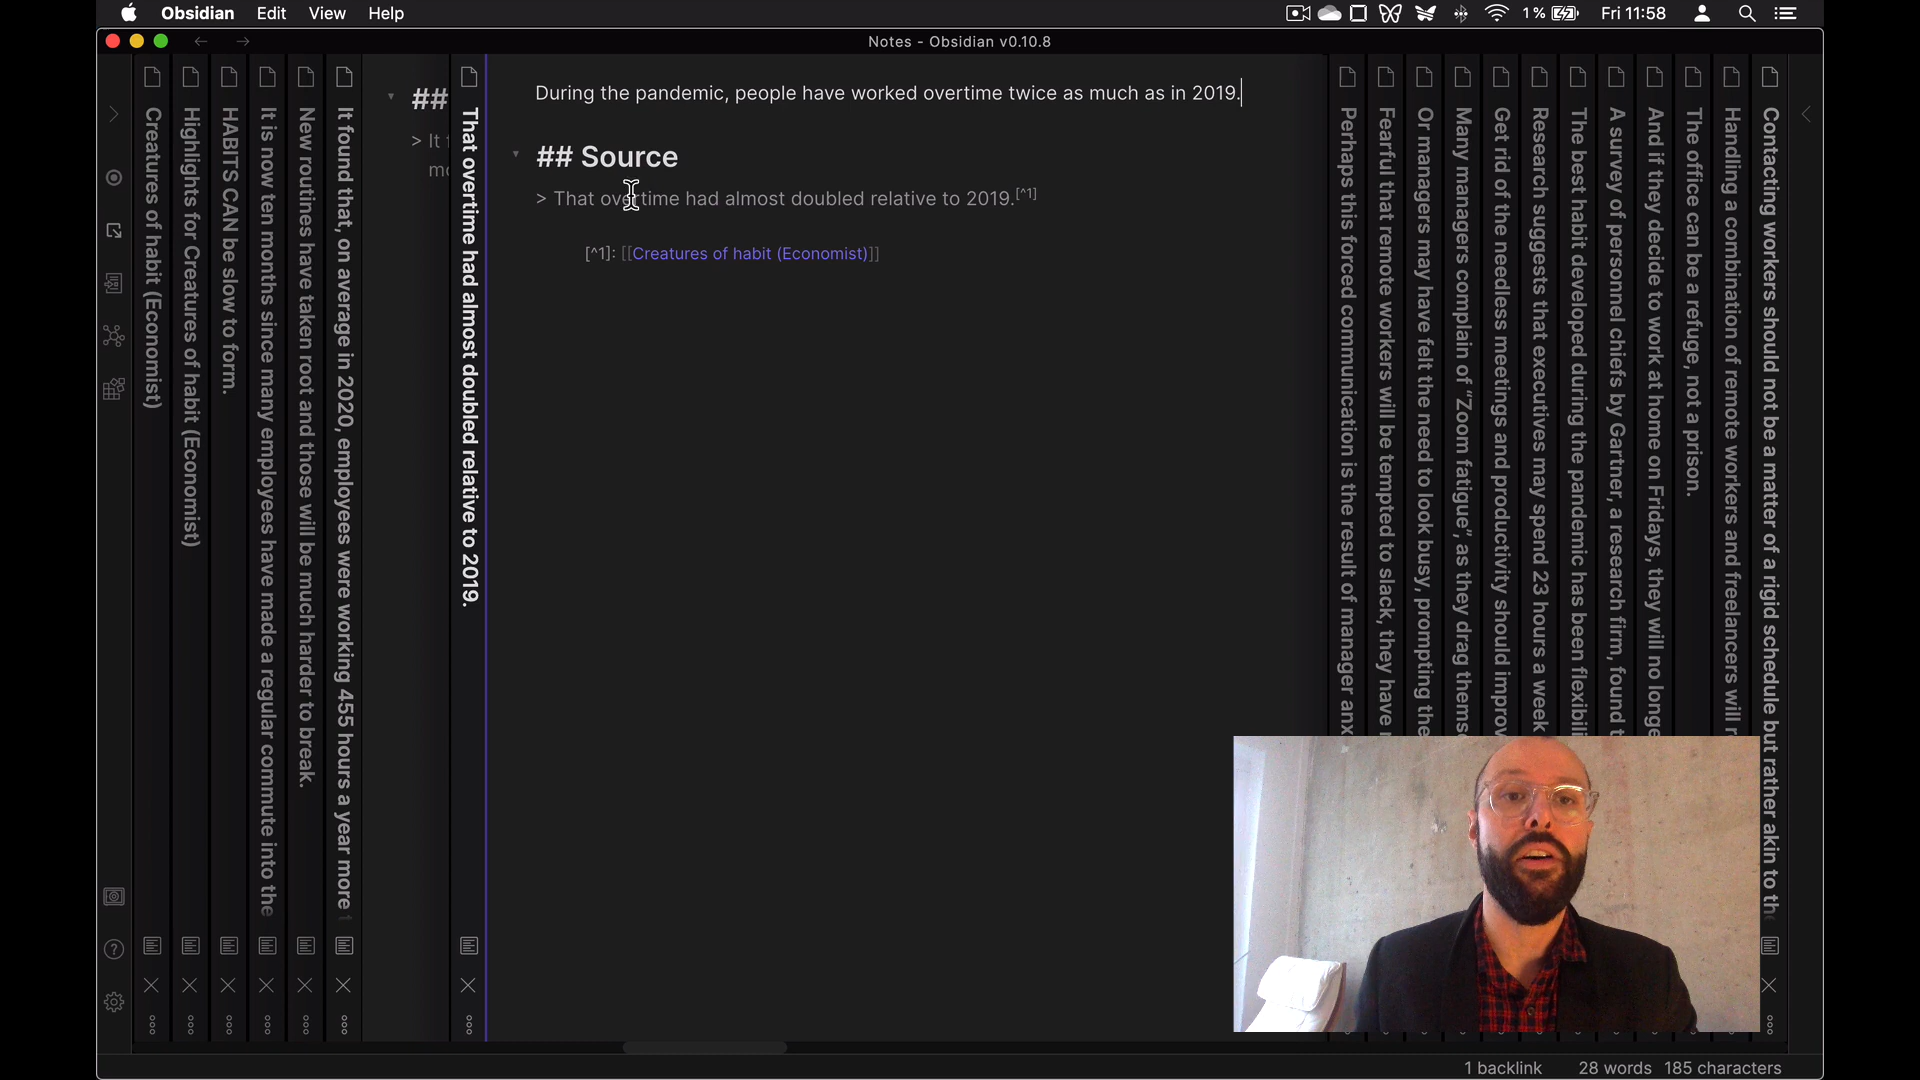 Obsidian Edit View Help
1% Fri 11:58
Notes - Obsidian v0.10.8
Creatures of habit (Economist)
Highlights for Creatures of habit (Economist)
HABITS CAN be slow to form.
It is now ten months since many employees have made a regular commute into the
New routines have taken root and those will be much harder to break.
It found that, on average in 2020, employees were working 455 hours a year more
##
> It
mo
That overtime had almost doubled relative to 2019.
During the pandemic, people have worked overtime twice as much as in 2019.
## Source
> That overtime had almost doubled relative to 2019.[^1]
[^1]: [[Creatures of habit (Economist)]]
Perhaps this forced communication is the result of manager anx
Fearful that remote workers will be tempted to slack, they have
Or managers may have felt the need to look busy, prompting the
Many managers complain of “Zoom fatigue”, as they drag themse
Get rid of the needless meetings and productivity should improv
Research suggests that executives may spend 23 hours a week
The best habit developed during the pandemic has been flexibili
A survey of personnel chiefs by Gartner, a research firm, found t
And if they decide to work at home on Fridays, they will no longe
The office can be a refuge, not a prison.
Handling a combination of remote workers and freelancers will r
Contacting workers should not be a matter of a rigid schedule but rather akin to th
1 backlink 28 words 185 characters